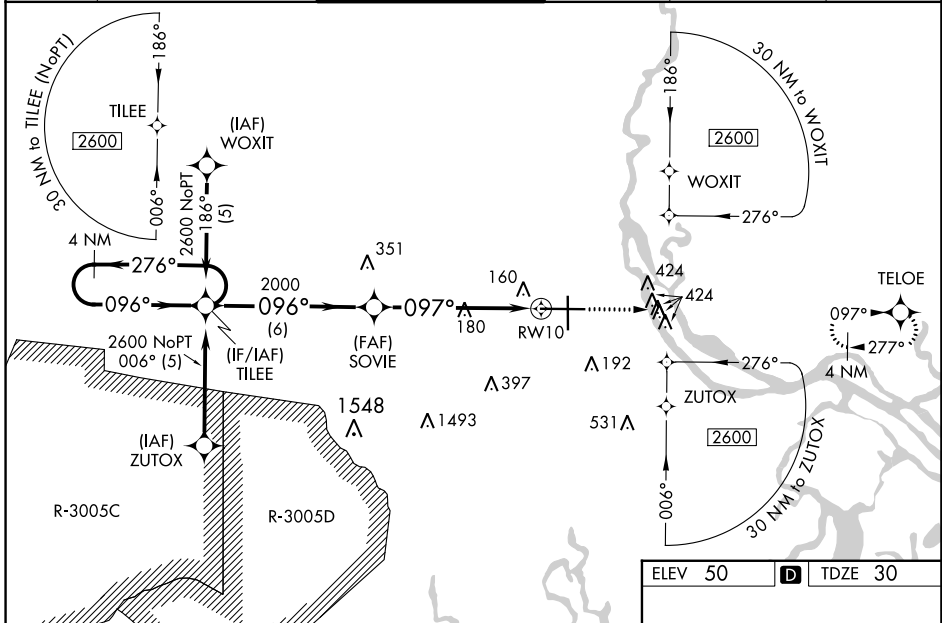 30 NM to TILEE (NoPT)
186°
TILEE
2600
006°
(IAF)
WOXIT
2600 NoPT
186°
(5)
4 NM
276°
096°
2000
096°
(6)
351
(FAF)
SOVIE
097°
180
160
RW10
(IF/IAF)
TILEE
2600 NoPT
006° (5)
(IAF)
ZUTOX
R-3005C
R-3005D
1548
1493
397
192
531
186°
30 NM to WOXIT
2600
WOXIT
276°
424
424
TELOE
097°
277°
4 NM
276°
ZUTOX
2600
006°
30 NM to ZUTOX
ELEV 50
D
TDZE 30